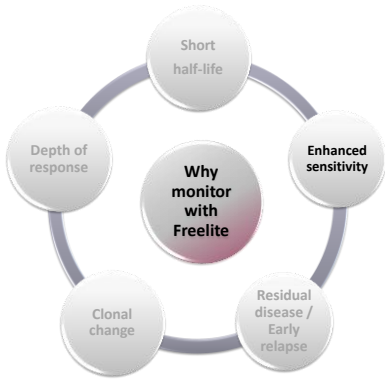 Short
half-life
Enhanced
sensitivity
Residual
disease /
Early
relapse
Clonal
change
Depth of
response
Why
monitor
with
Freelite